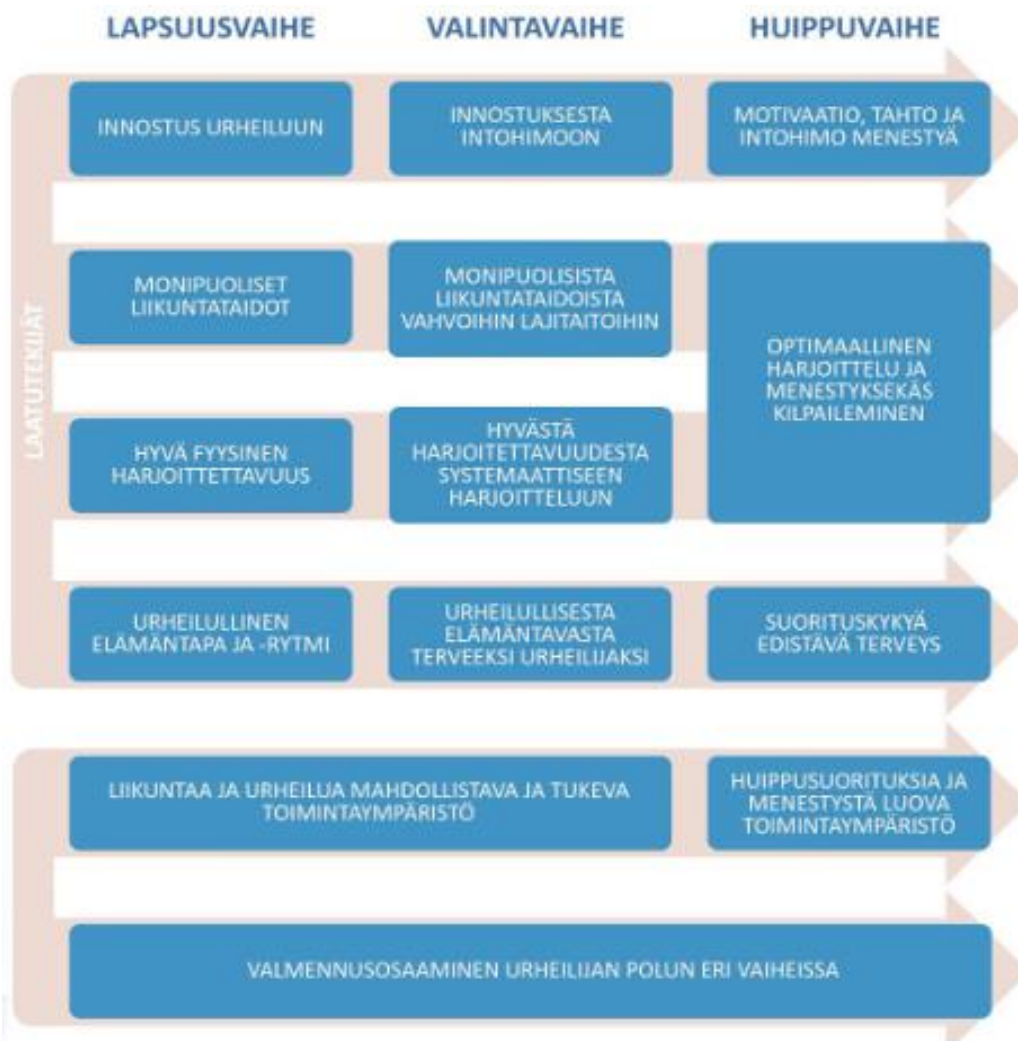 LAPSUUSVAIHE VALINTAVAIHE HUIPPUVAIHE
INNOSTUS URHEILUUN
INNOSTUKSESTA
INTOHIMOON
MOTIVAATIO, TAHTO JA
INTOHIMO MENESTYÄ
LAATUTEKIJÄT
MONIPUOLISET
LIIKUNTATAIDOT
MONIPUOLISISTA
LIIKUNTATAIDOISTA
VAHVOIHIN LAJITAITOIHIN
OPTIMAALLINEN
HARJOITTELU JA
MENESTYKSEKÄS
KILPAILEMINEN
HYVÄ FYYSINEN
HARJOITTETTAVUUS
HYVÄSTÄ
HARJOITETTAVUUDESTA
SYSTEMAATTISEEN
HARJOITTELUUN
URHEILULLINEN
ELÄMÄNTAPA JA -RYTMI
URHEILULLISESTA
ELÄMÄNTAVASTA
TERVEEKSI URHEILIJAKSI
SUORITUSKYKYÄ
EDISTÄVÄ TERVEYS
LIIKUNTAA JA URHEILUA MAHDOLLISTAVA JA TUKEVA
TOIMINTAYMPÄRISTÖ
HUIPPUSUORITUKSIA JA
MENESTYSTÄ LUOVA
TOIMINTAYMPÄRISTÖ
VALMENNUSOSAAMINEN URHEILIJAN POLUN ERI VAIHEISSA